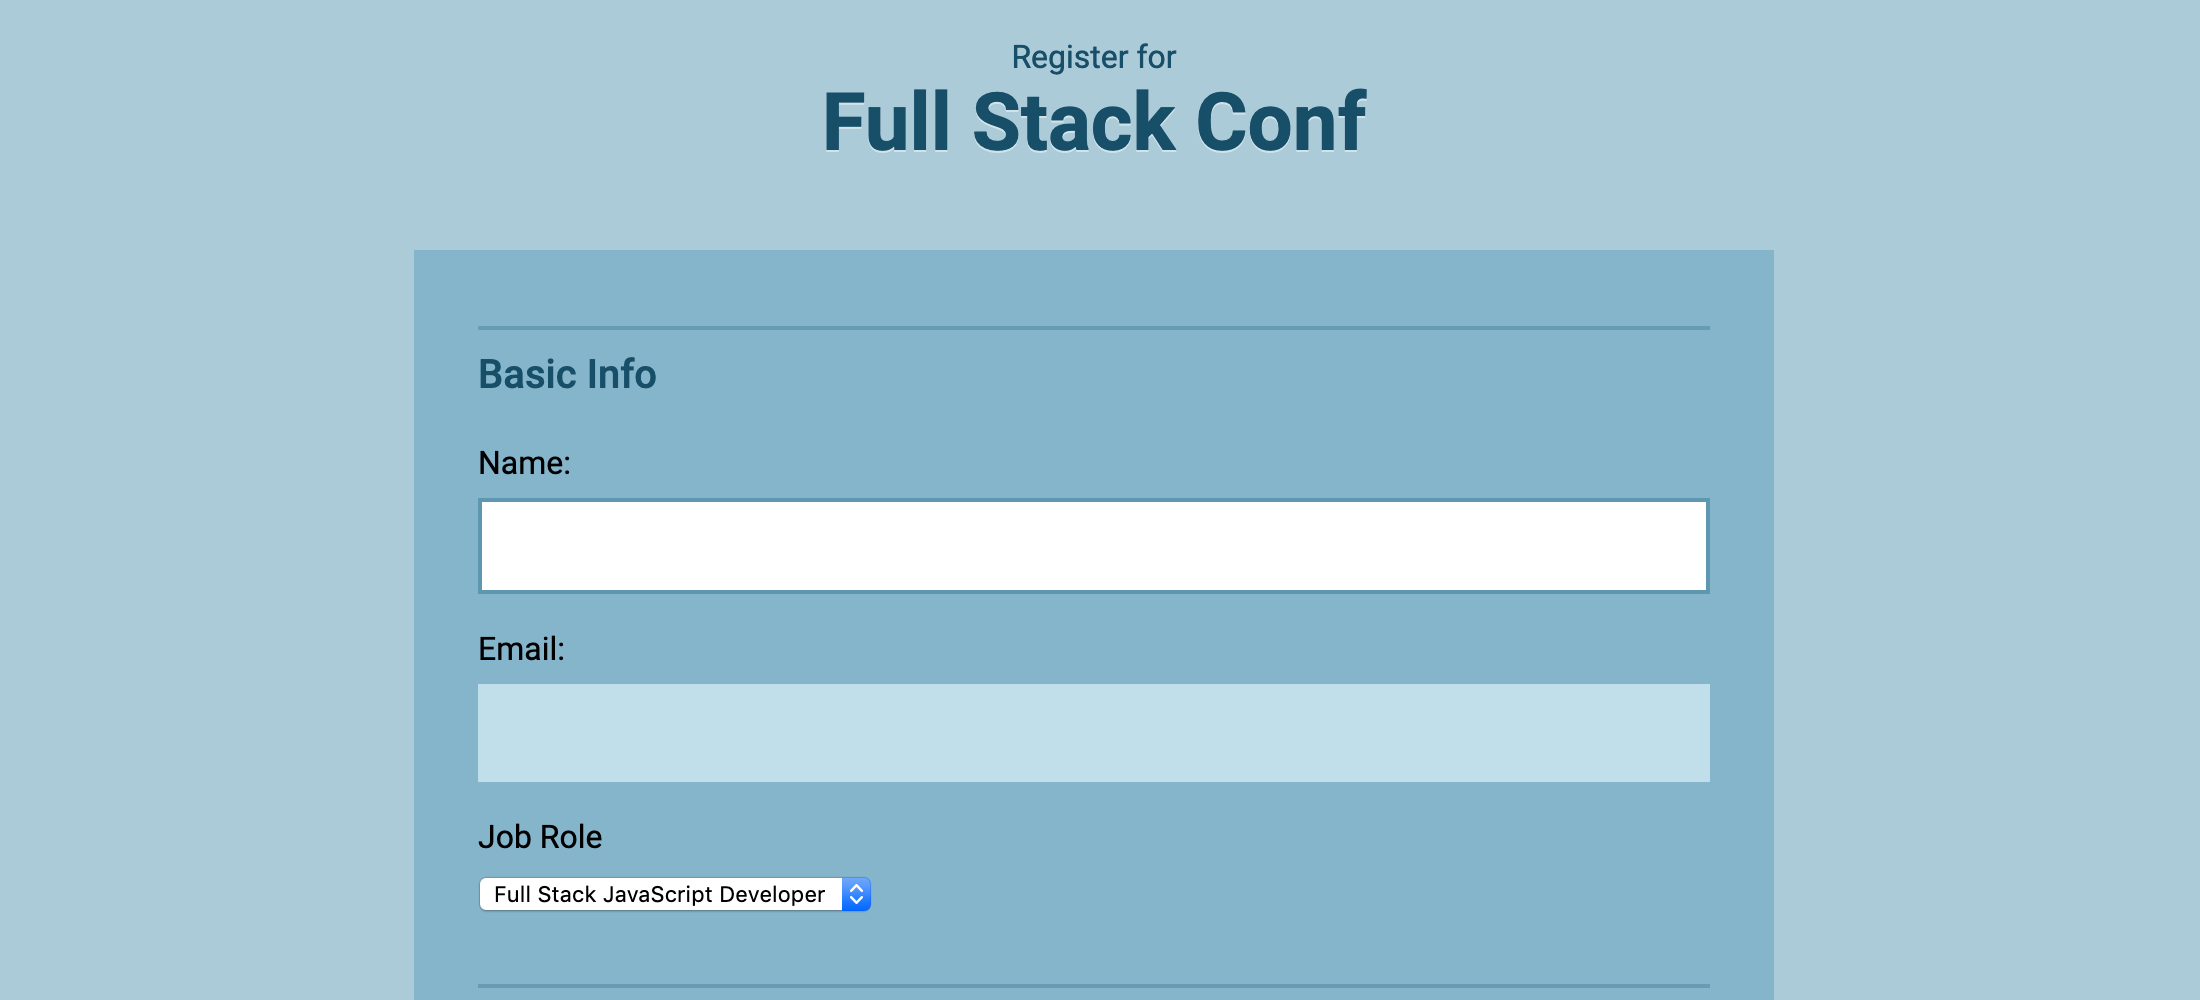 Register for
Full Stack Conf
Basic Info
Name:
Email:
Job Role
Full Stack JavaScript Developer